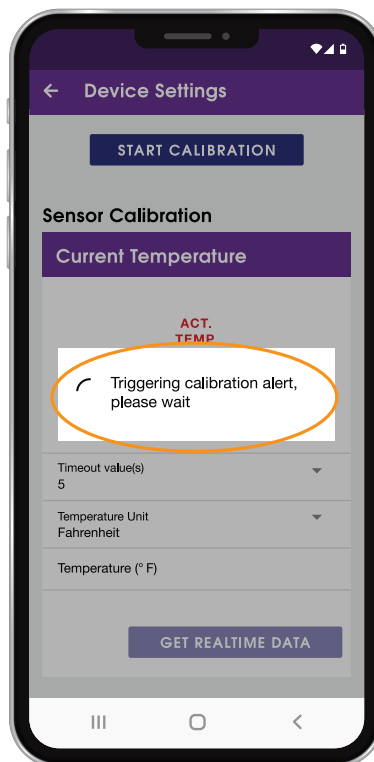 Device Settings
START CALIBRATION
Sensor Calibration
Current Temperature
ACT.
TEMP
Triggering calibration alert,
please wait
Timeout value(s)
5
Temperature Unit
Fahrenheit
Temperature (° F)
GET REALTIME DATA